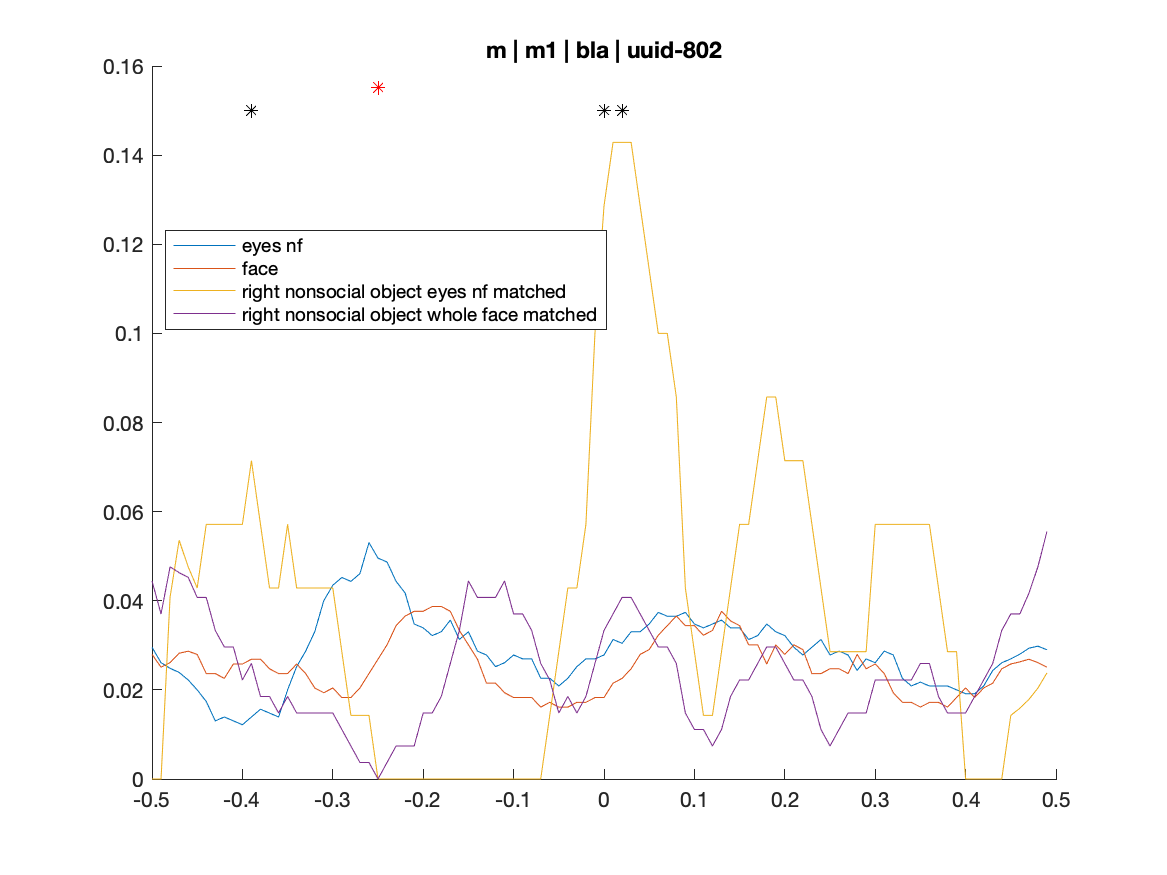 m | m1 | bla | uuid-802
0.16
0.14
0.12
0.1
0.08
0.06
0.04
0.02
0
eyes nf
face
right nonsocial object eyes nf matched
right nonsocial object whole face matched
-0.5 -0.4 -0.3 -0.2 -0.1 0 0.1 0.2 0.3 0.4 0.5